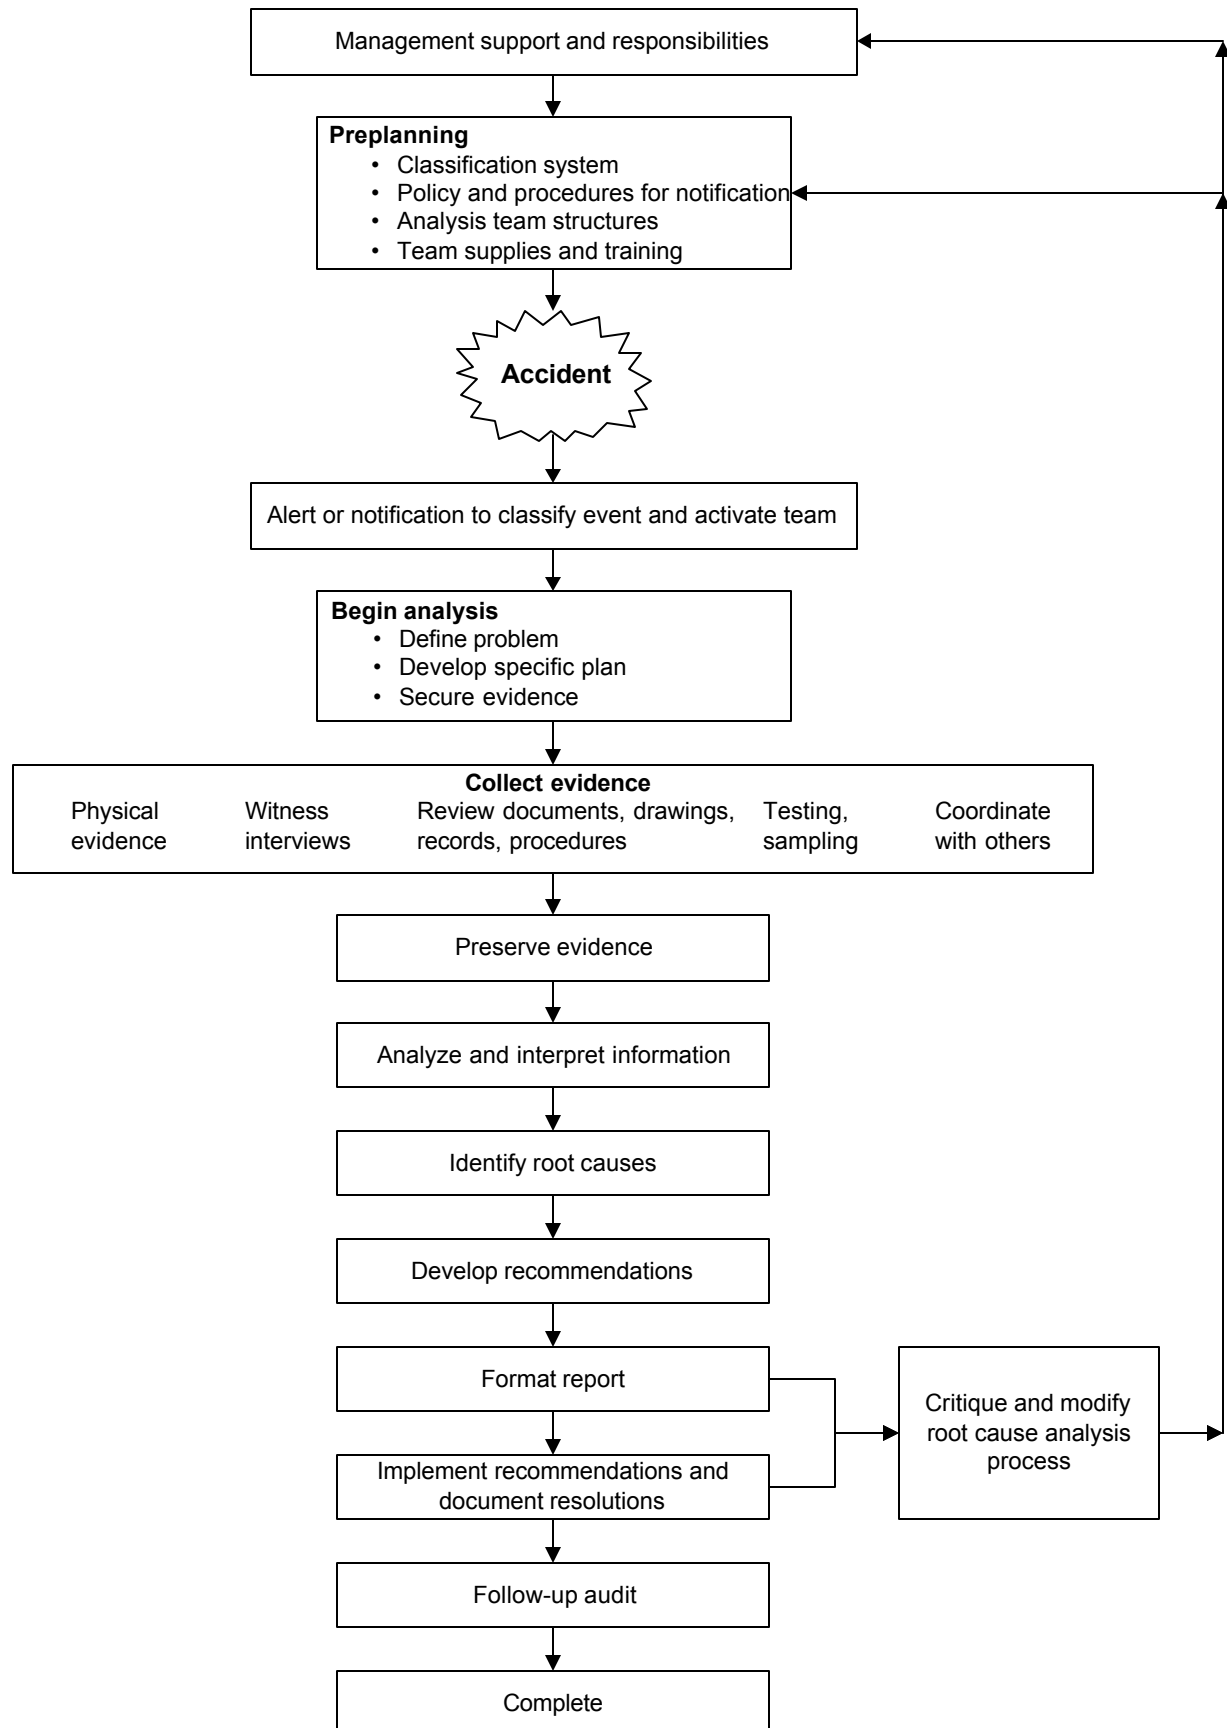 Management support and responsibilities
Preplanning
• Classification system
• Policy and procedures for notification
• Analysis team structures
• Team supplies and training
Accident
Alert or notification to classify event and activate team
Begin analysis
• Define problem
• Develop specific plan
• Secure evidence
Collect evidence
Physical
evidence
Witness
interviews
Review documents, drawings,
records, procedures
Testing,
sampling
Coordinate
with others
Preserve evidence
Analyze and interpret information
Identify root causes
Develop recommendations
Format report
Implement recommendations and
document resolutions
Critique and modify
root cause analysis
process
Follow-up audit
Complete